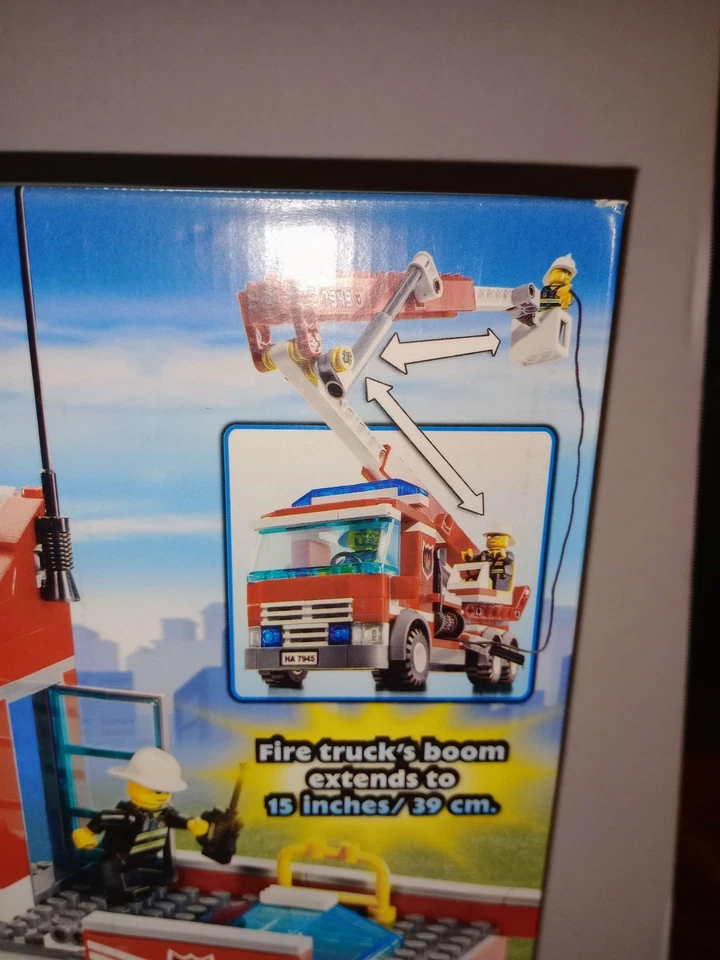 HA 7945
Fire truck's boom
extends to
15 inches/39 cm.